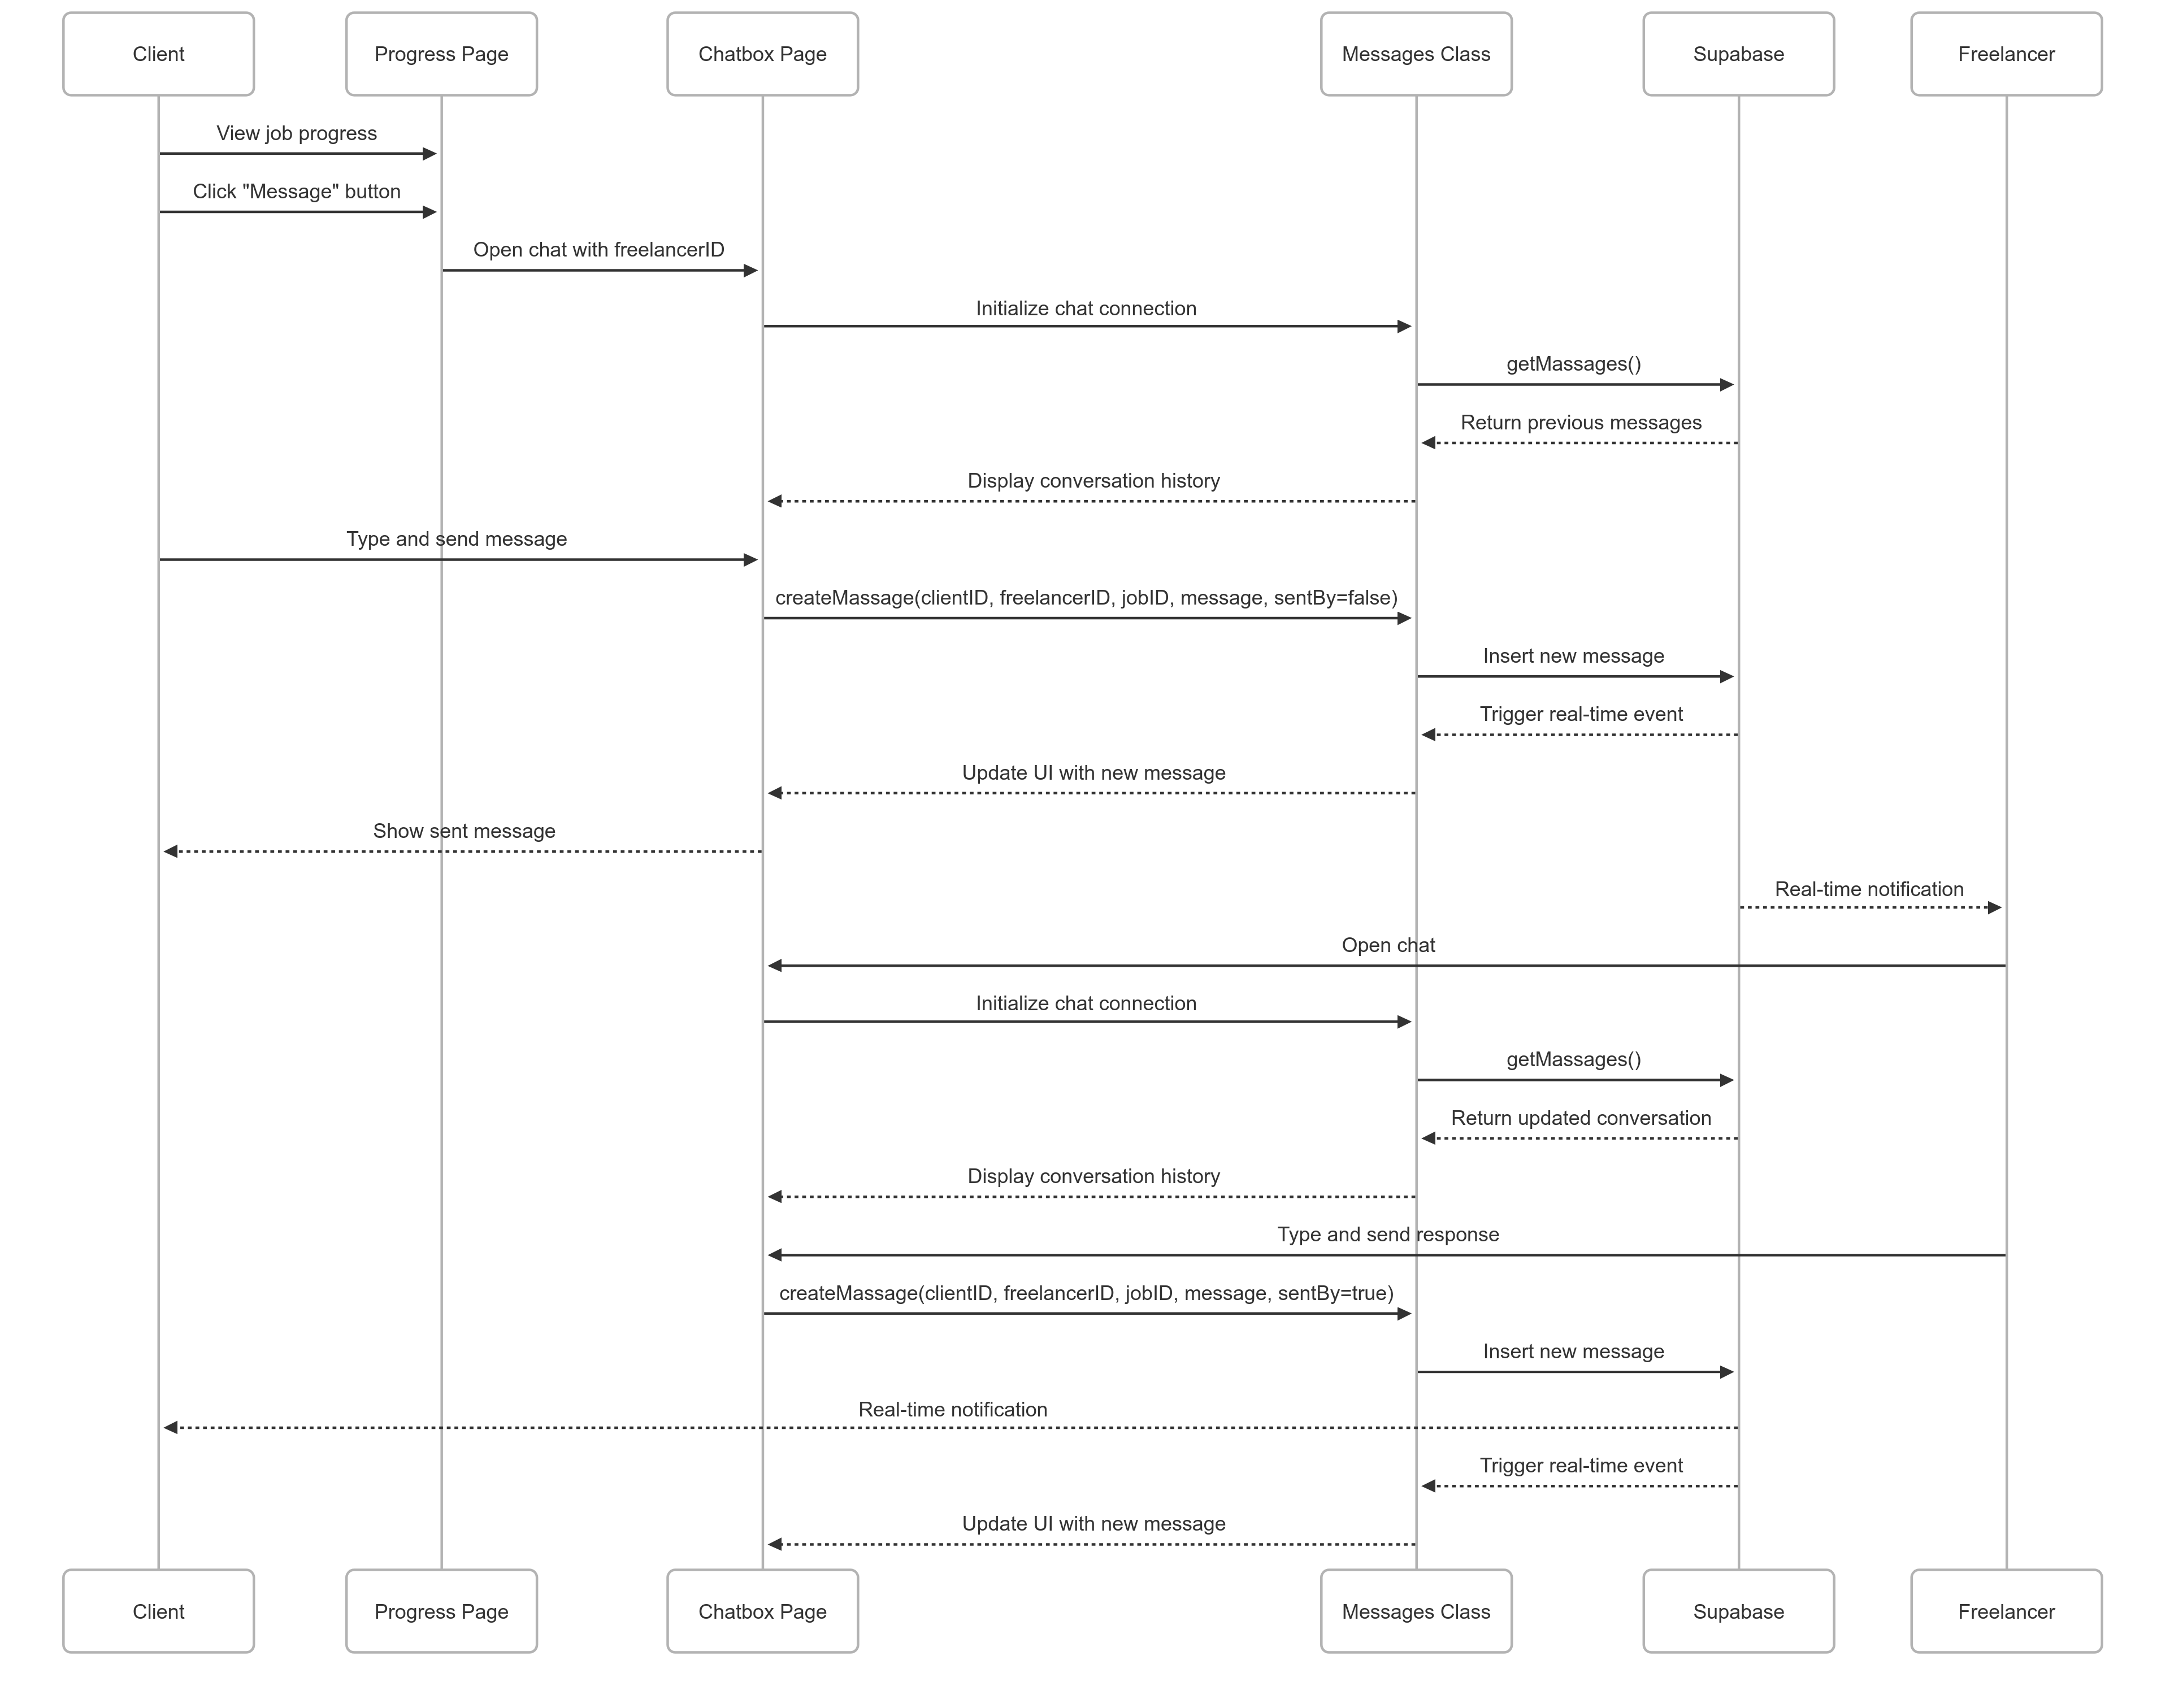 Client
Progress Page
Chatbox Page
Messages Class
Supabase
Freelancer
View job progress
Click "Message" button
Open chat with freelancerID
Initialize chat connection
getMassages()
Return previous messages
Display conversation history
Type and send message
createMassage(clientID, freelancerID, jobID, message, sentBy=false)
Insert new message
Trigger real-time event
Update UI with new message
Show sent message
Real-time notification
Open chat
Initialize chat connection
getMassages()
Return updated conversation
Display conversation history
Type and send response
createMassage(clientID, freelancerID, jobID, message, sentBy=true)
Insert new message
Real-time notification
Trigger real-time event
Update UI with new message
Client
Progress Page
Chatbox Page
Messages Class
Supabase
Freelancer